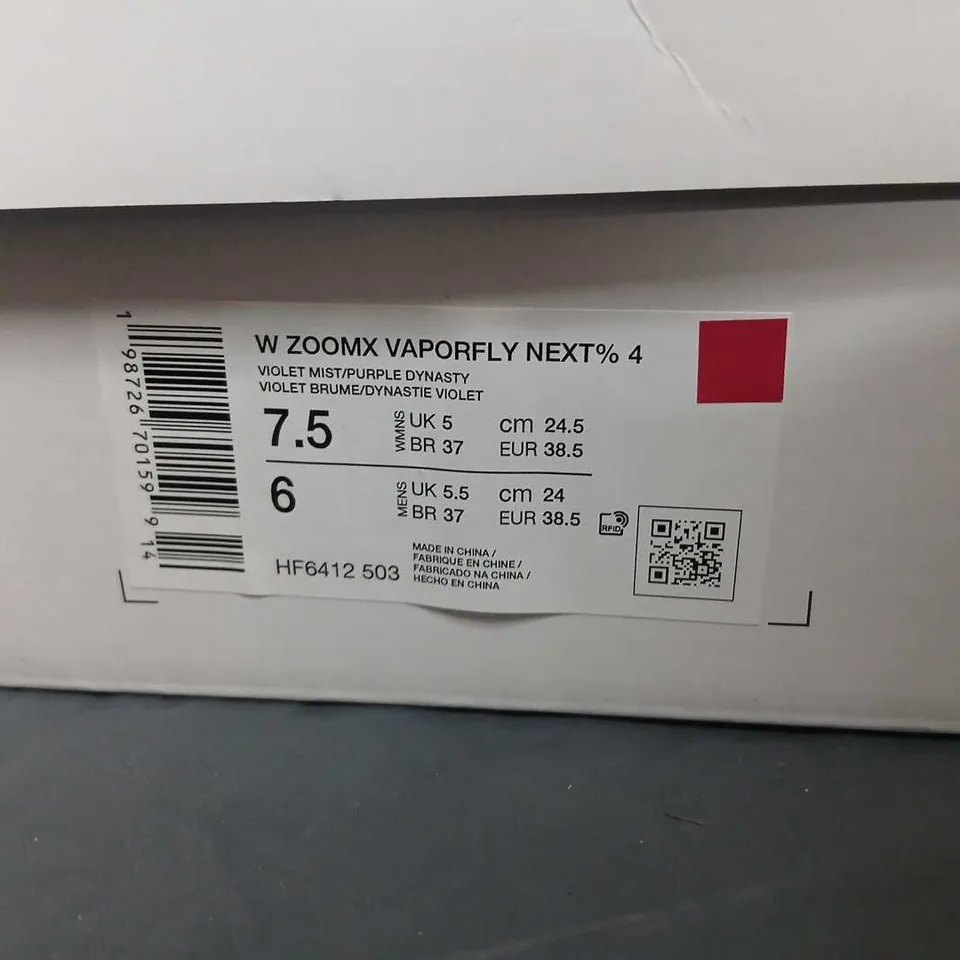 1 98726 70159 9 14
W ZOOMX VAPORFLY NEXT% 4
VIOLET MIST/PURPLE DYNASTY
VIOLET BRUME/DYNASTIE VIOLET
7.5 WMNS UK 5 cm 24.5
BR 37 EUR 38.5
6 MENS UK 5.5 cm 24
BR 37 EUR 38.5
RFID
HF6412 503
MADE IN CHINA /
FABRIQUE EN CHINE /
FABRICADO NA CHINA /
HECHO EN CHINA